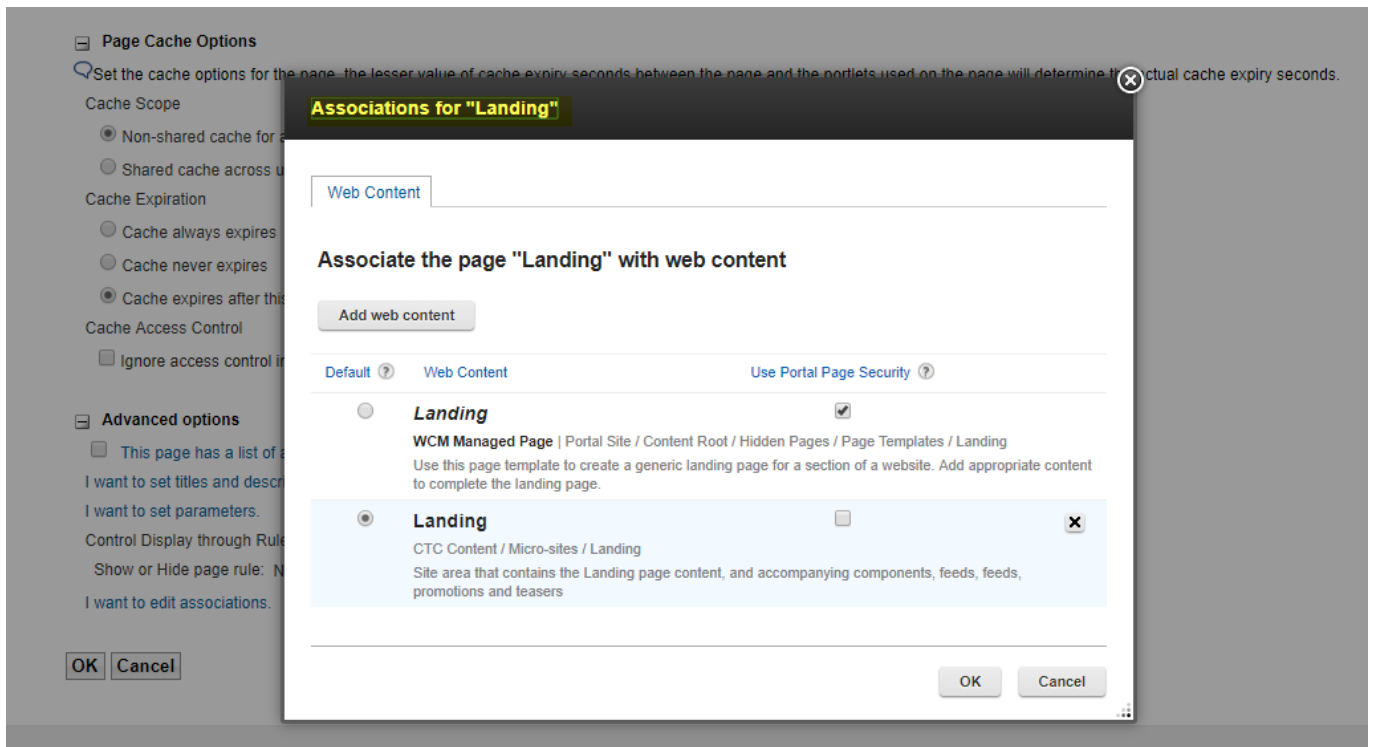 Page Cache Options
Set the cache options for the page, the lesser value of cache expiry seconds between the page and the portlets used on the page will determine the actual cache expiry seconds.
Cache Scope
Non-shared cache for a
Shared cache across u
Cache Expiration
Cache always expires
Cache never expires
Cache expires after this
Cache Access Control
Ignore access control in
Advanced options
This page has a list of a
I want to set titles and descri
I want to set parameters.
Control Display through Rule
Show or Hide page rule: N
I want to edit associations.
OK Cancel
Associations for "Landing"
Web Content
Associate the page "Landing" with web content
Add web content
Default ? Web Content Use Portal Page Security ?
Landing
WCM Managed Page | Portal Site / Content Root / Hidden Pages / Page Templates / Landing
Use this page template to create a generic landing page for a section of a website. Add appropriate content
to complete the landing page.
Landing
CTC Content / Micro-sites / Landing
Site area that contains the Landing page content, and accompanying components, feeds, feeds,
promotions and teasers
OK Cancel